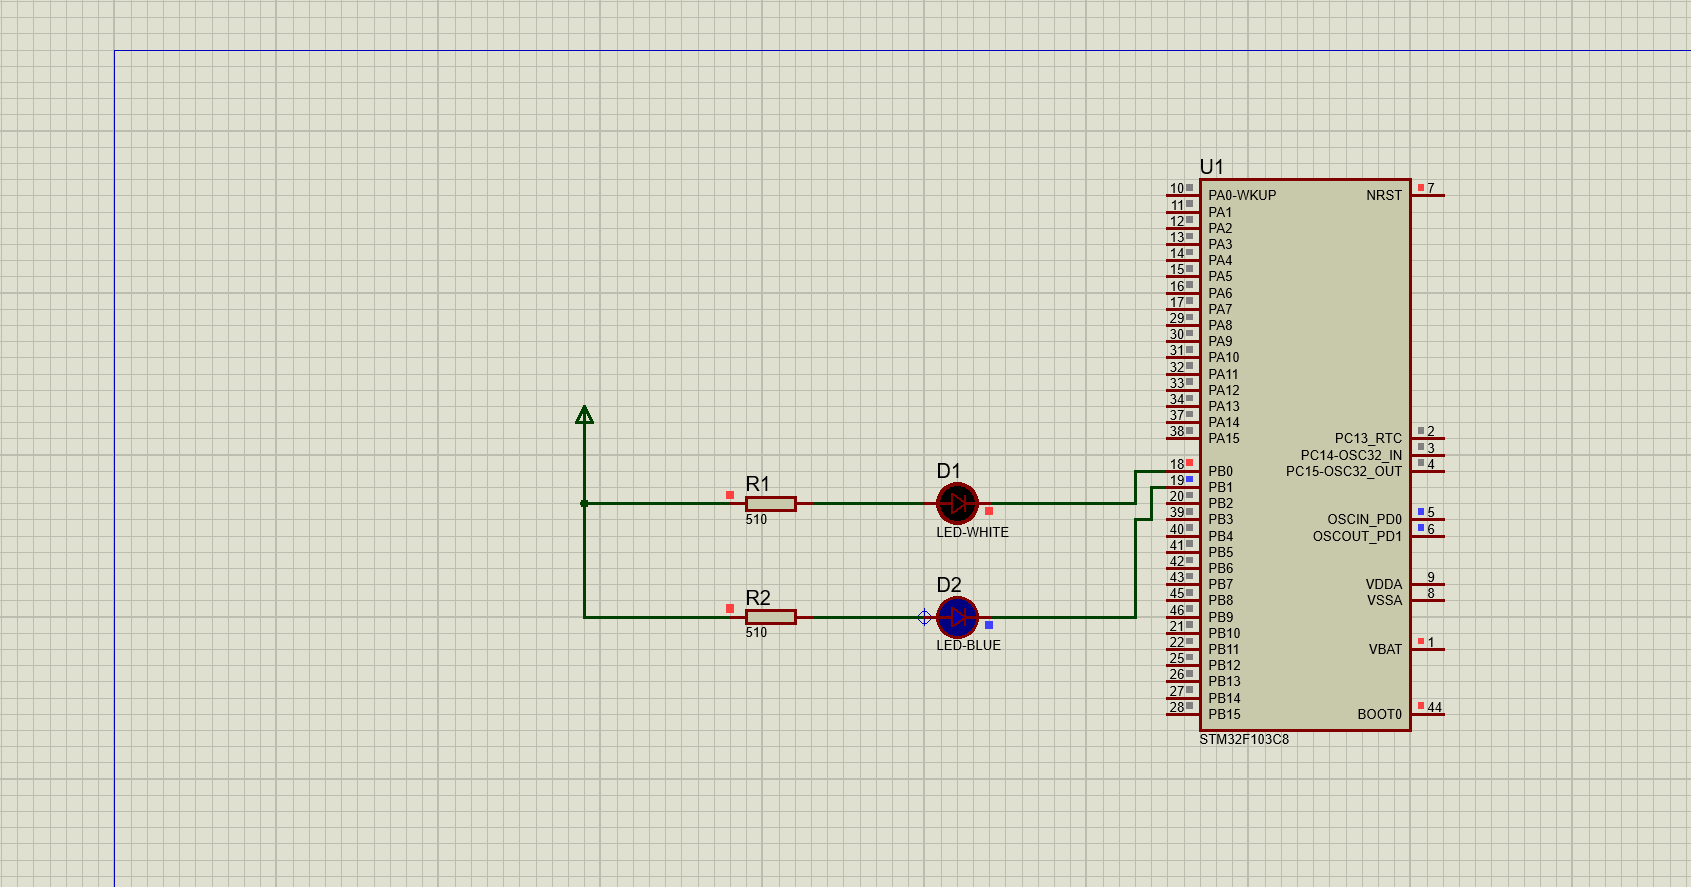 U1
10 PA0-WKUP NRST 7
11 PA1
12 PA2
13 PA3
14 PA4
15 PA5
16 PA6
17 PA7
29 PA8
30 PA9
31 PA10
32 PA11
33 PA12
34 PA13
37 PA14
38 PA15 PC13_RTC 2
PC14-OSC32_IN 3
18 PB0 PC15-OSC32_OUT 4
19 PB1
20 PB2
39 PB3 OSCIN_PD0 5
40 PB4 OSCOUT_PD1 6
41 PB5
42 PB6
43 PB7 VDDA 9
45 PB8 VSSA 8
46 PB9
21 PB10
22 PB11 VBAT 1
25 PB12
26 PB13
27 PB14
28 PB15 BOOT0 44
STM32F103C8
R1
510
D1
LED-WHITE
R2
510
D2
LED-BLUE